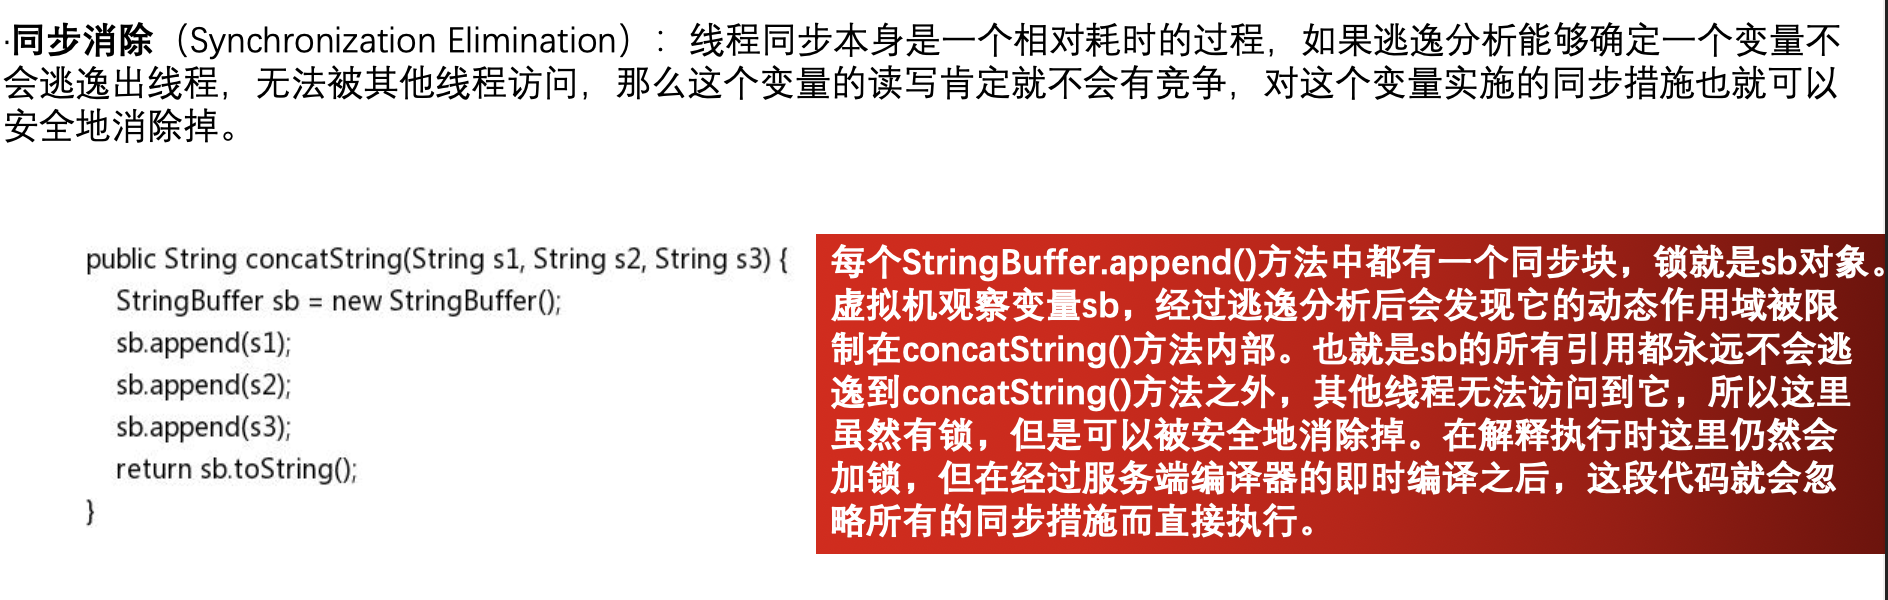 ·同步消除（Synchronization Elimination）：线程同步本身是一个相对耗时的过程，如果逃逸分析能够确定一个变量不
会逃逸出线程，无法被其他线程访问，那么这个变量的读写肯定就不会有竞争，对这个变量实施的同步措施也就可以
安全地消除掉。
public String concatString(String s1, String s2, String s3) {
StringBuffer sb = new StringBuffer();
sb.append(s1);
sb.append(s2);
sb.append(s3);
return sb.toString();
}
每个StringBuffer.append()方法中都有一个同步块，锁就是sb对象。
虚拟机观察变量sb，经过逃逸分析后会发现它的动态作用域被限
制在concatString()方法内部。也就是sb的所有引用都永远不会逃
逸到concatString()方法之外，其他线程无法访问到它，所以这里
虽然有锁，但是可以被安全地消除掉。在解释执行时这里仍然会
加锁，但在经过服务端编译器的即时编译之后，这段代码就会忽
略所有的同步措施而直接执行。